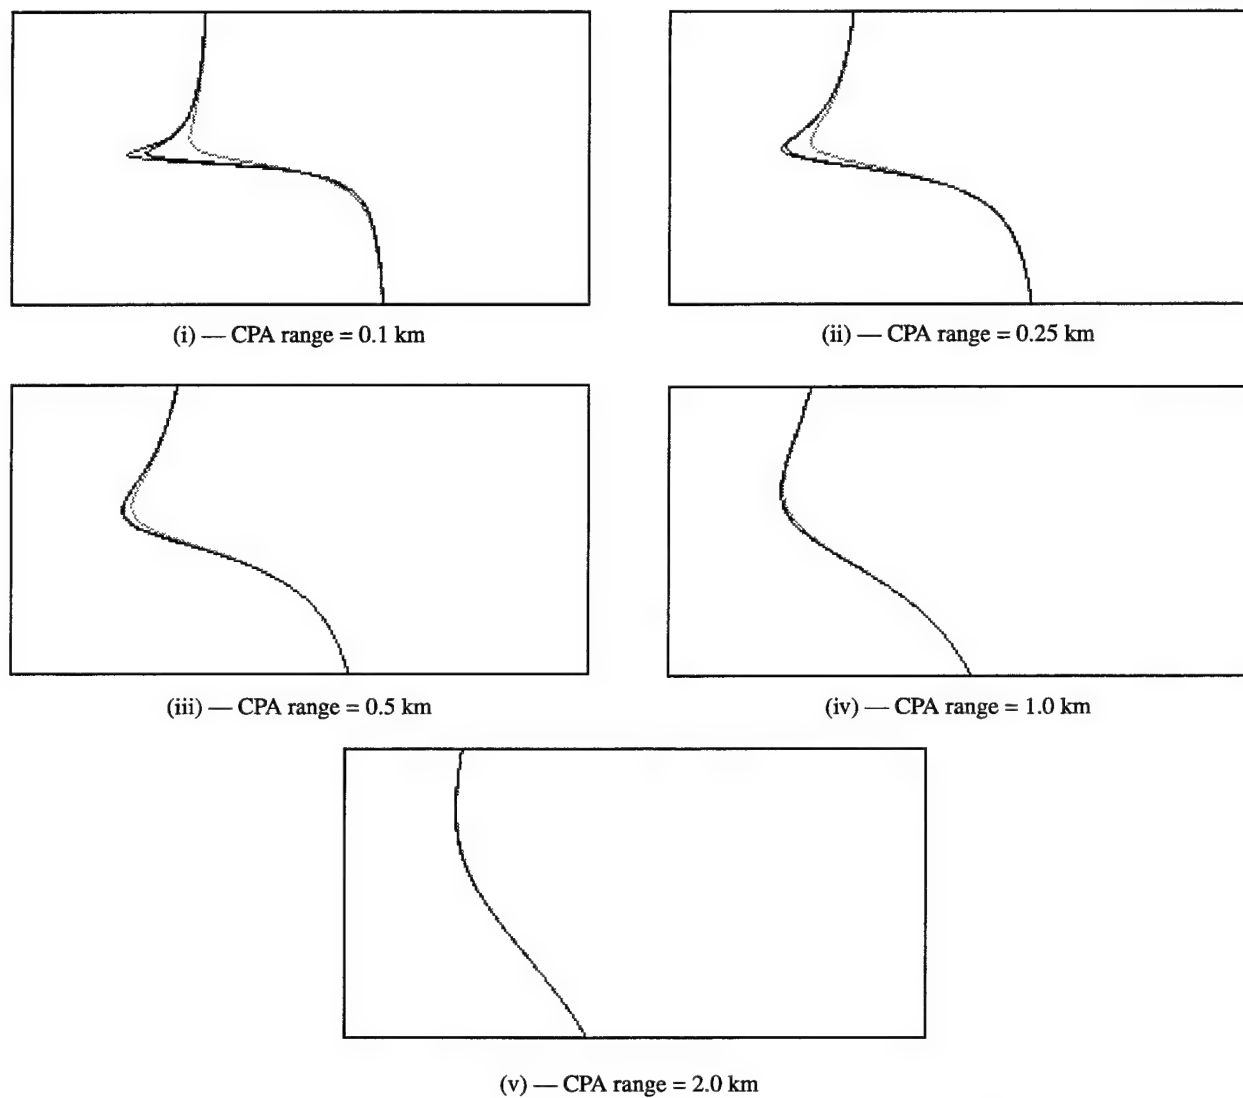 (i) — CPA range = 0.1 km
(ii) — CPA range = 0.25 km
(iii) — CPA range = 0.5 km
(iv) — CPA range = 1.0 km
(v) — CPA range = 2.0 km